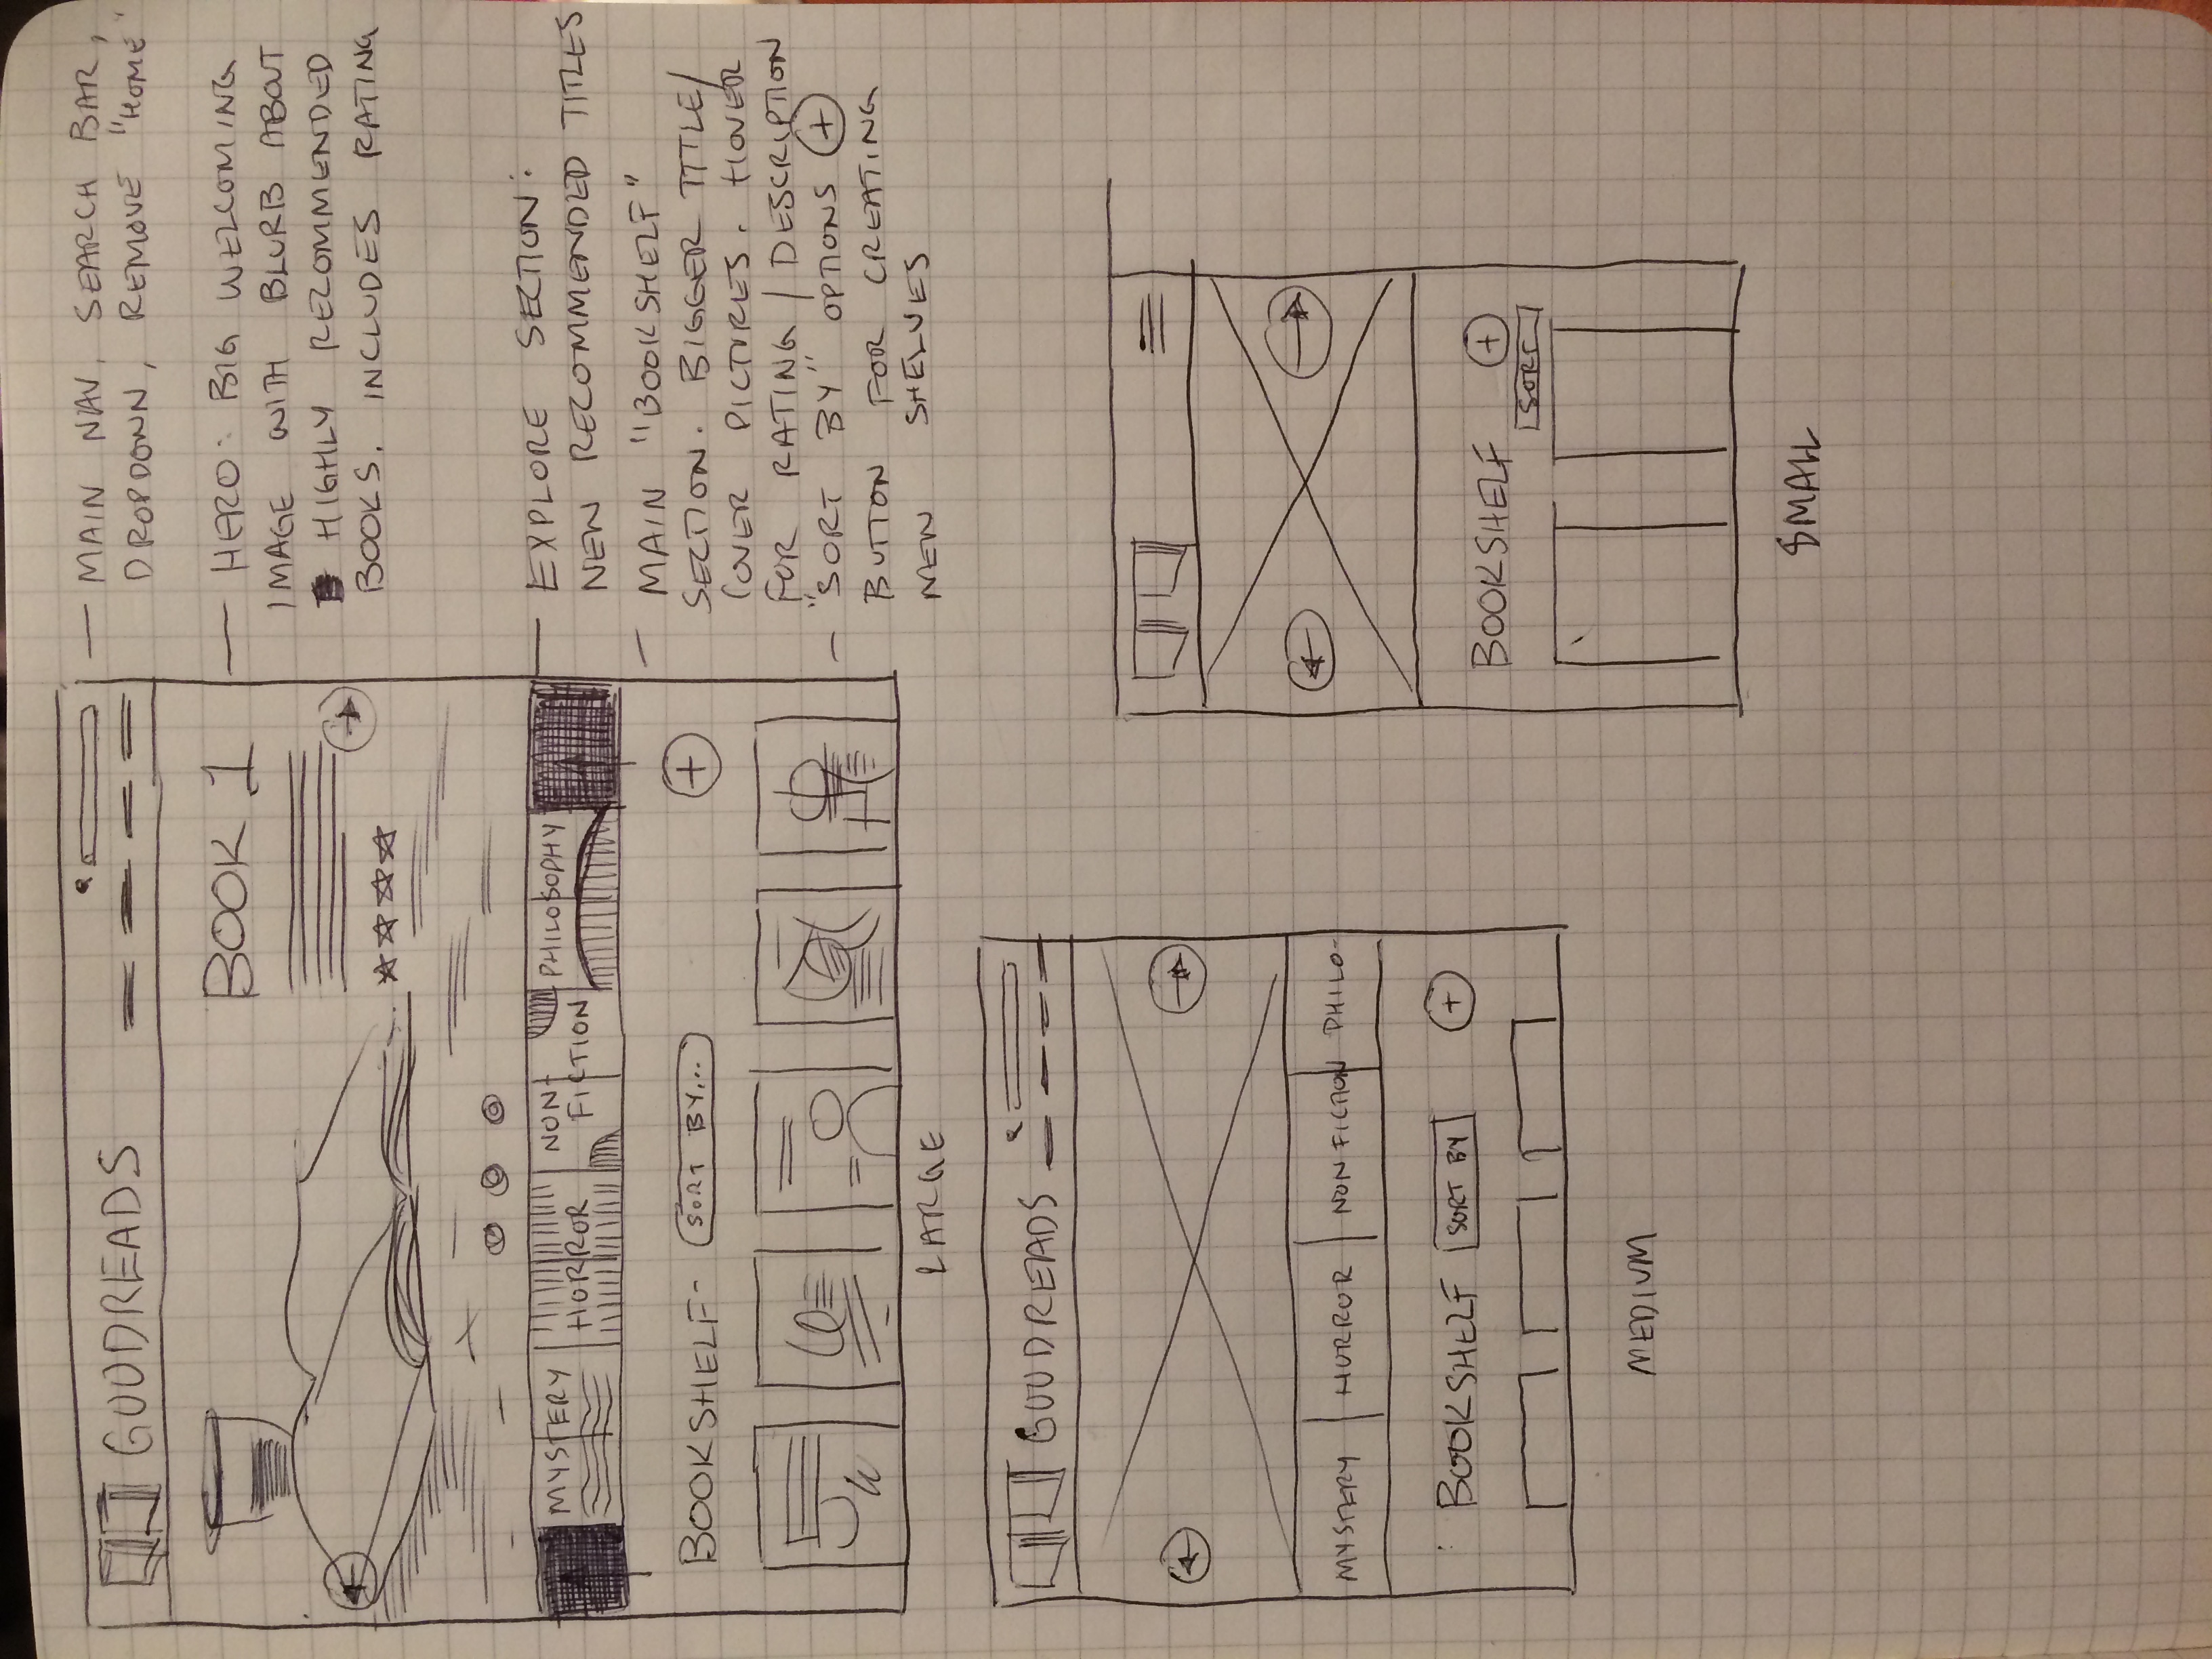 GOODREADS
BOOK 1
MYSTERY
HORROR
NON-
FICTION
PHILOSOPHY
BOOKSHELF-
SORT BY...
+
LARGE
— MAIN NAV, SEARCH BAR,
DROPDOWN, REMOVE "HOME"
— HERO: BIG WELCOMING
IMAGE WITH BLURB ABOUT
HIGHLY RECOMMENDED
BOOKS. INCLUDES RATING
— EXPLORE SECTION:
NEW RECOMMENDED TITLES
— MAIN "BOOKSHELF"
SECTION. BIGGER TITLE/
COVER PICTURES. HOVER
FOR RATING / DESCRIPTION
— "SORT BY" OPTIONS +
BUTTON FOR CREATING
NEW SHELVES
GOODREADS
MYSTERY
HORROR
NON FICTION
PHILO-
BOOKSHELF
SORT BY
+
MEDIUM
BOOKSHELF
+
SORT
SMALL